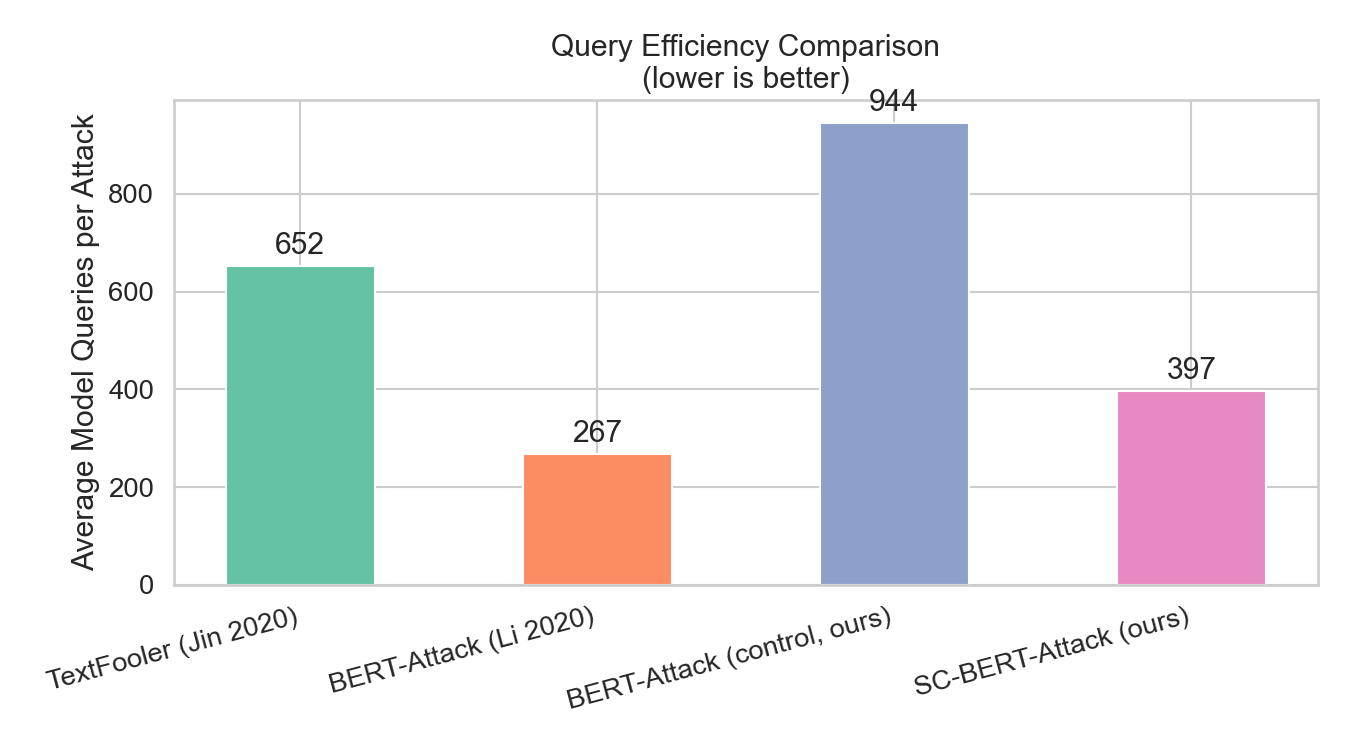 Query Efficiency Comparison
(lower is better)
Average Model Queries per Attack
800
600
400
200
0
652
267
944
397
TextFooler (Jin 2020)
BERT-Attack (Li 2020)
BERT-Attack (control, ours)
SC-BERT-Attack (ours)